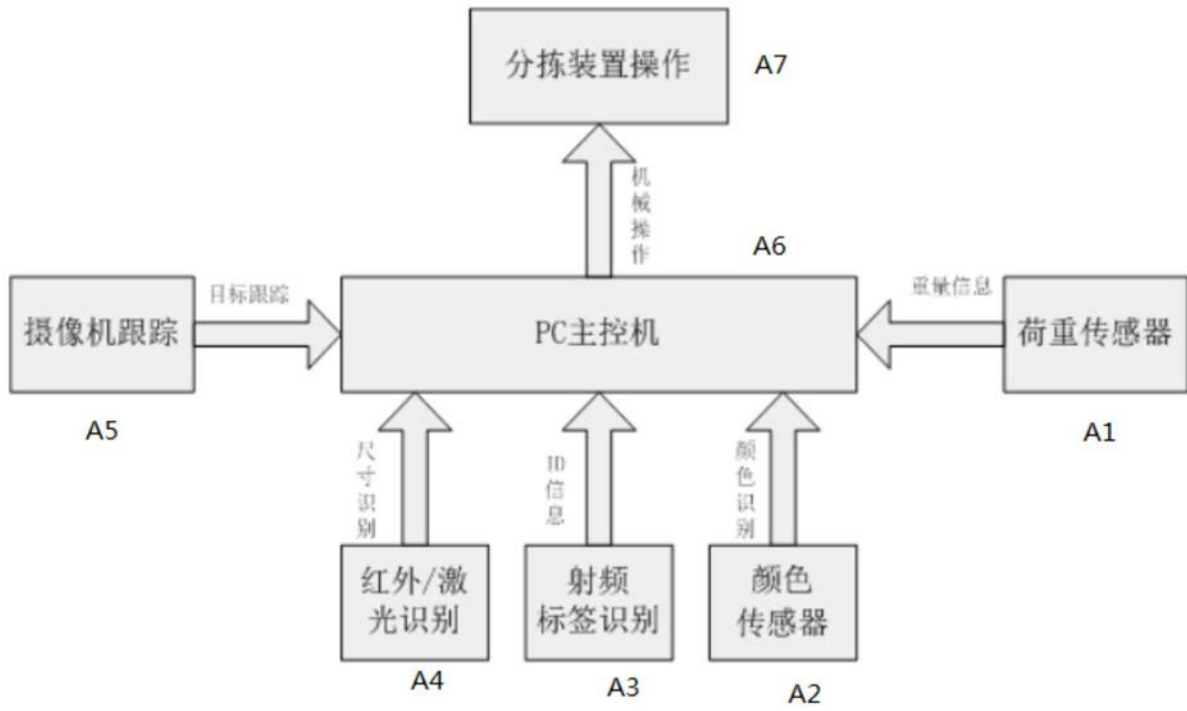 分拣装置操作
A7
机械操作
A6
目标跟踪
重量信息
摄像机跟踪
PC主控机
荷重传感器
A5
A1
尺寸识别
ID信息
颜色识别
红外/激
光识别
射频
标签识别
颜色
传感器
A4
A3
A2